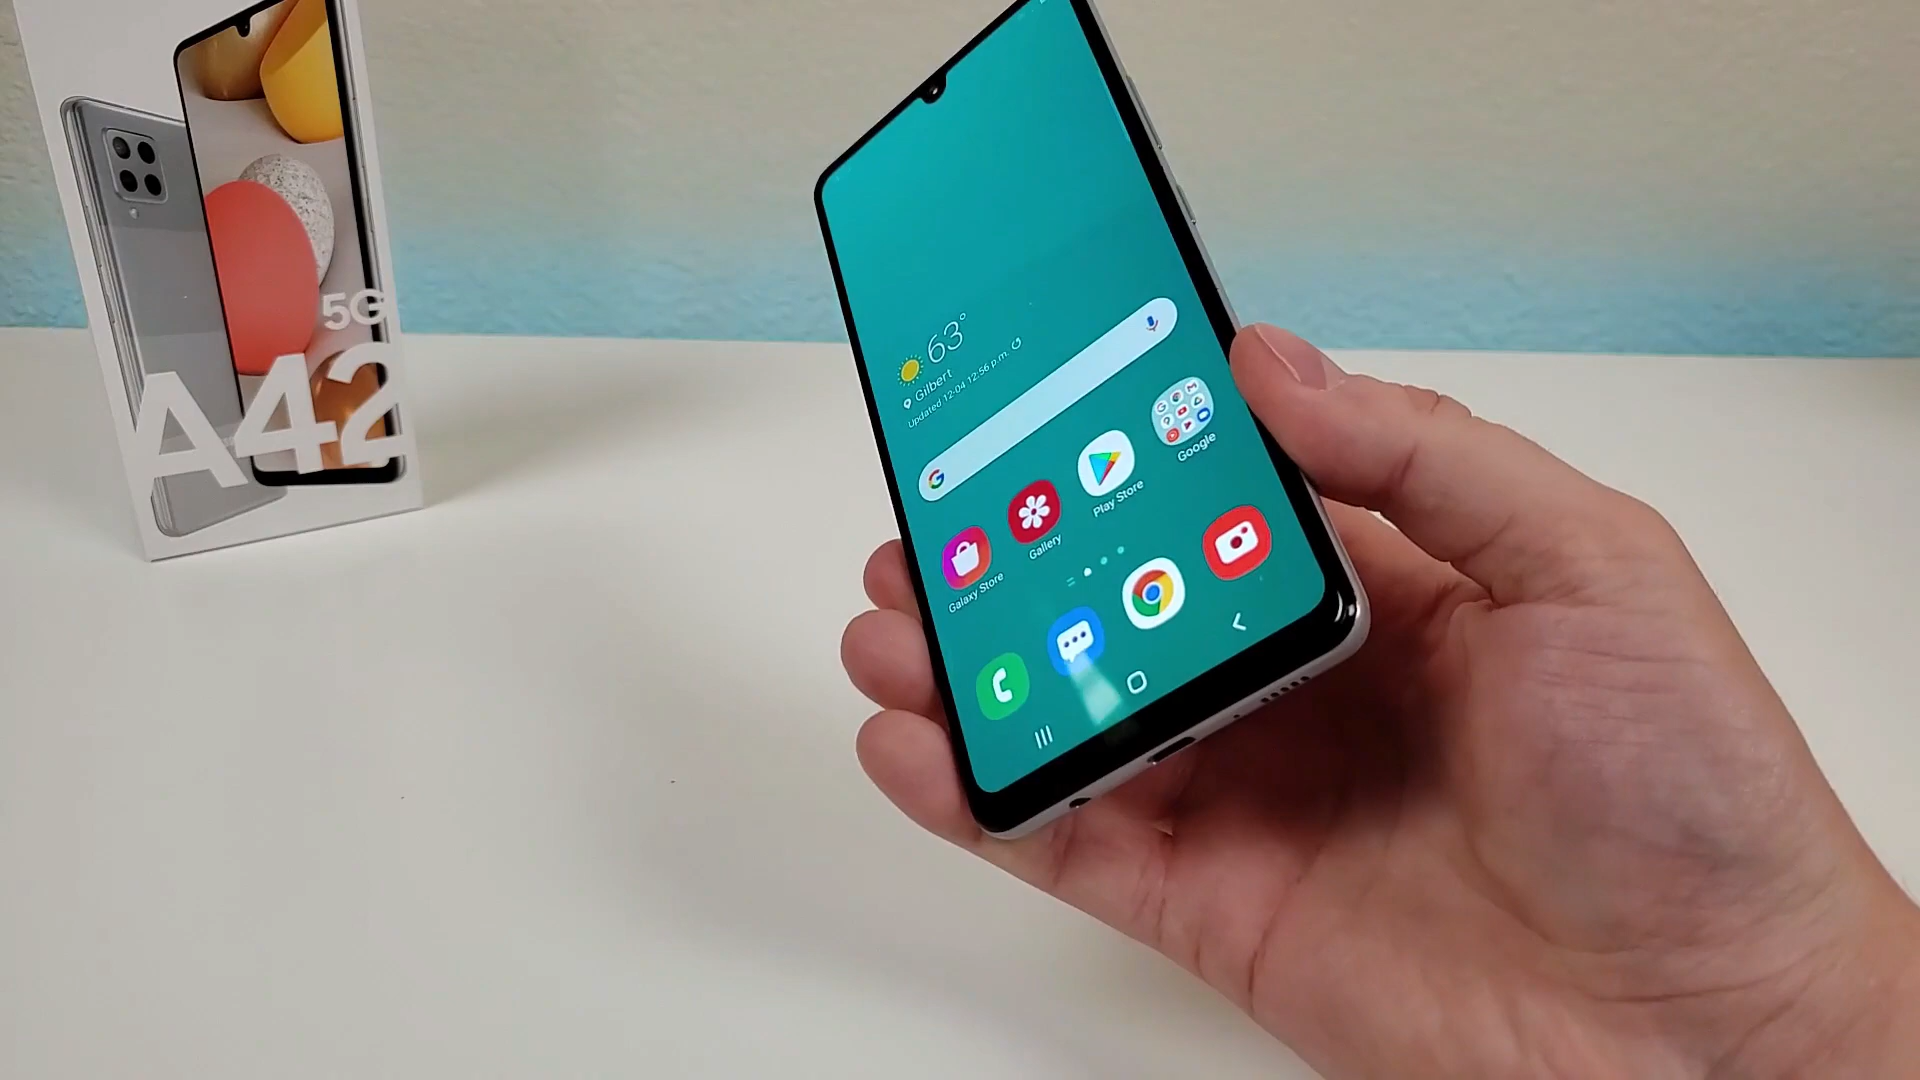 5G
A42
63°
Gilbert
Updated 12-04 12:56 p.m.
Galaxy Store
Gallery
Play Store
Google